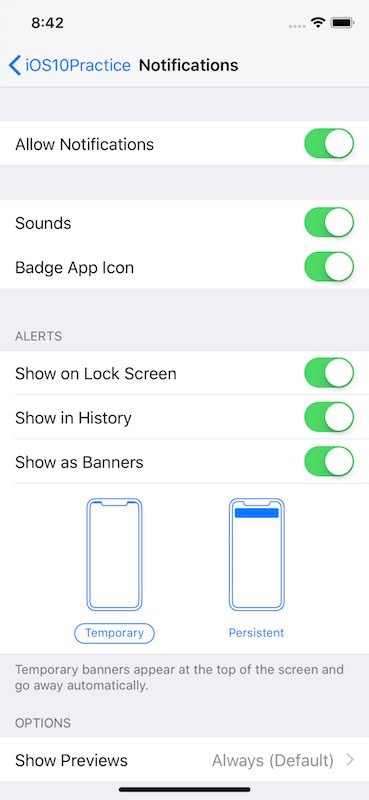 8:42
iOS10Practice Notifications
Allow Notifications
Sounds
Badge App Icon
ALERTS
Show on Lock Screen
Show in History
Show as Banners
Temporary Persistent
Temporary banners appear at the top of the screen and
go away automatically.
OPTIONS
Show Previews Always (Default)